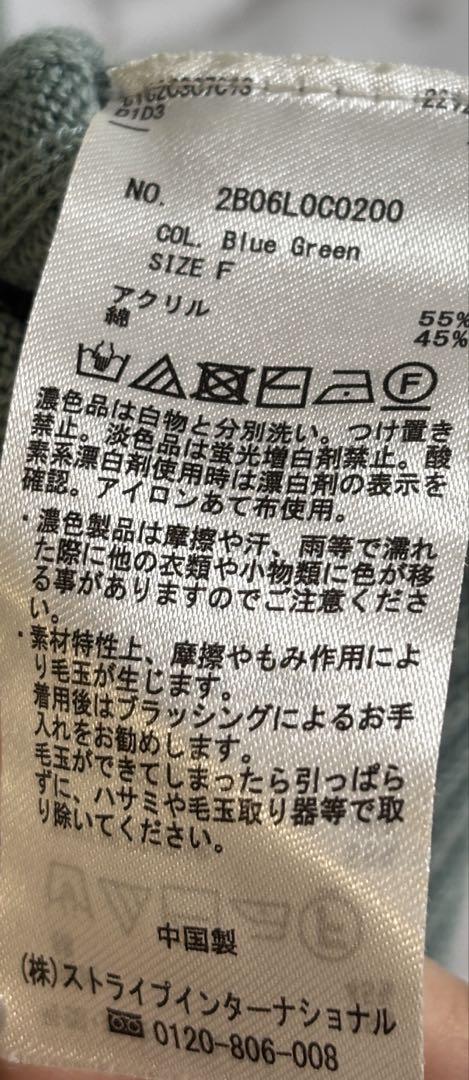 B1D3
NO. 2B06L0C0200
COL. Blue Green
SIZE F
アクリル 55%
綿 45%
F
濃色品は白物と分別洗い。つけ置き
禁止。淡色品は蛍光増白剤禁止。酸
素系漂白剤使用時は漂白剤の表示を
確認。アイロンあて布使用。
・濃色製品は摩擦や汗、雨等で濡れ
た際に他の衣類や小物類に色が移
る事がありますのでご注意くださ
い。
・素材特性上、摩擦やもみ作用によ
り毛玉が生じます。
着用後はブラッシングによるお手
入れをお勧めします。
毛玉ができてしまったら引っぱら
ずに、ハサミや毛玉取り器等で取
り除いてください。
中国製
(株)ストライプインターナショナル
0120-806-008